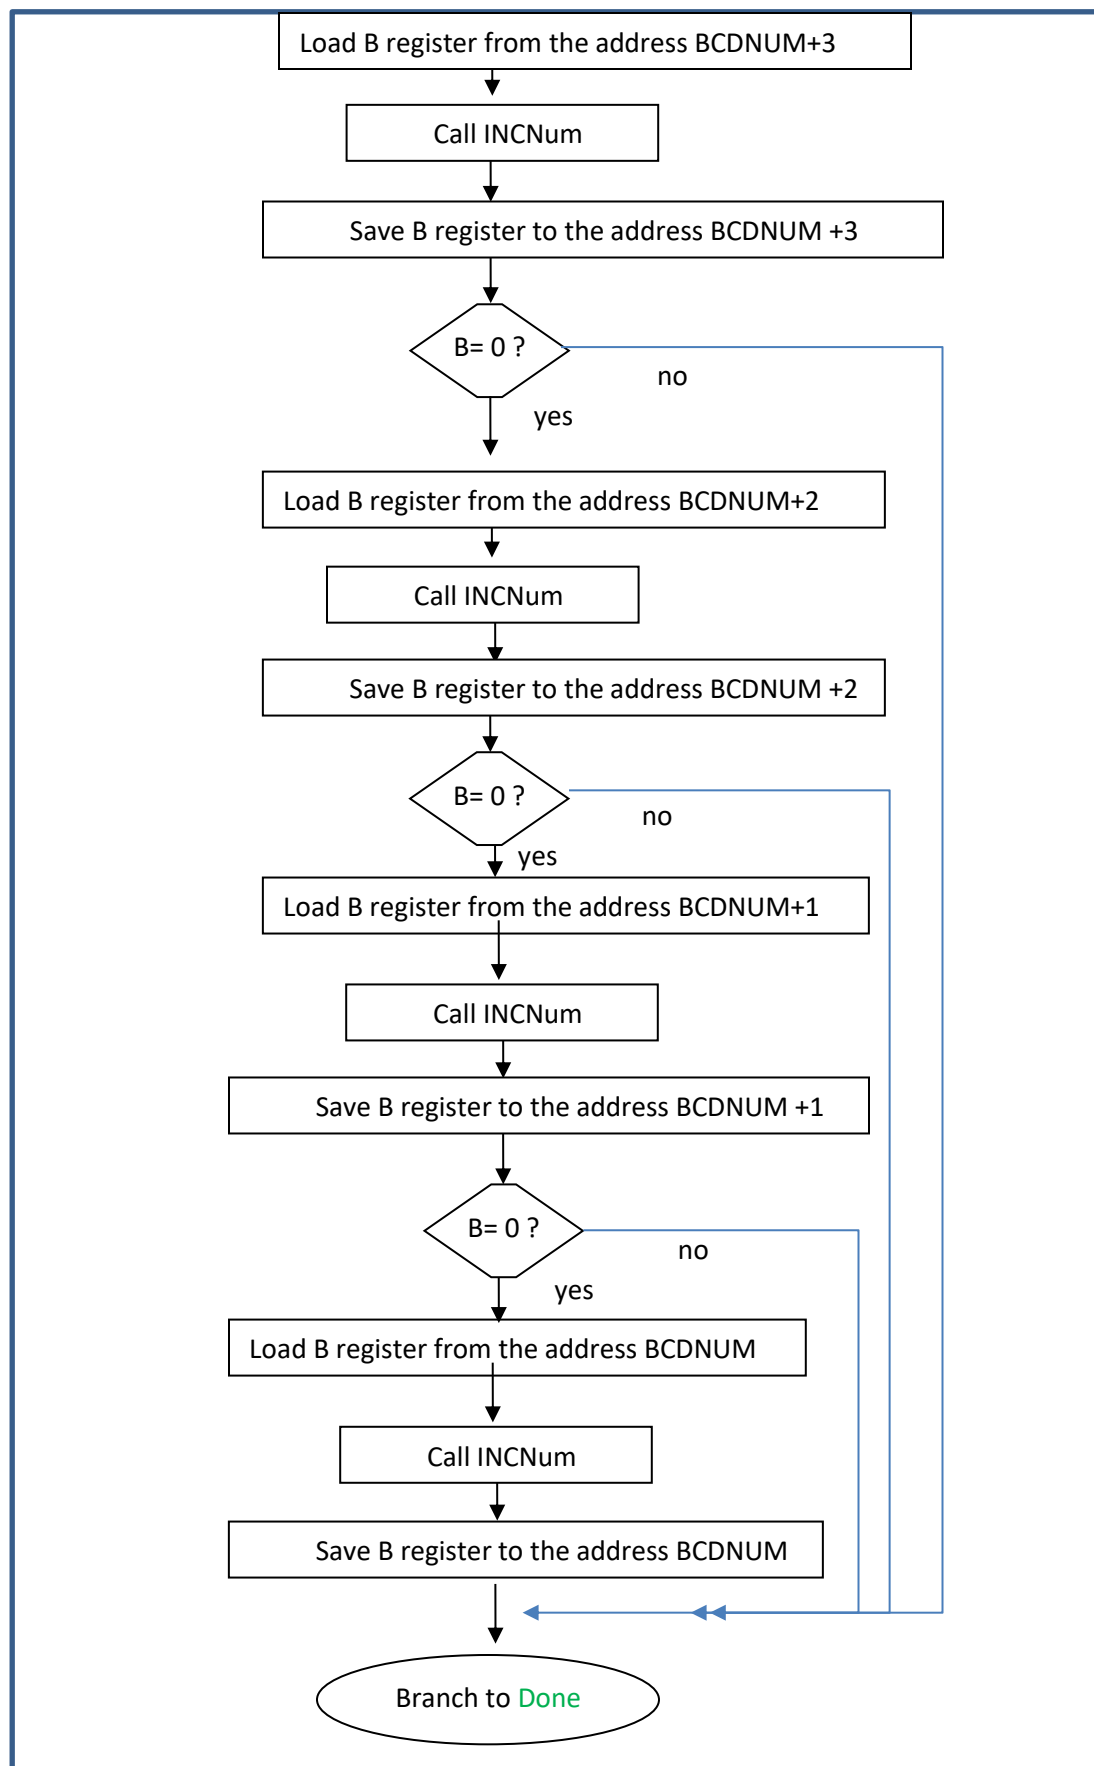 Load B register from the address BCDNUM+3
Call INCNum
Save B register to the address BCDNUM +3
B= 0 ?
no
yes
Load B register from the address BCDNUM+2
Call INCNum
Save B register to the address BCDNUM +2
B= 0 ?
no
yes
Load B register from the address BCDNUM+1
Call INCNum
Save B register to the address BCDNUM +1
B= 0 ?
no
yes
Load B register from the address BCDNUM
Call INCNum
Save B register to the address BCDNUM
Branch to Done